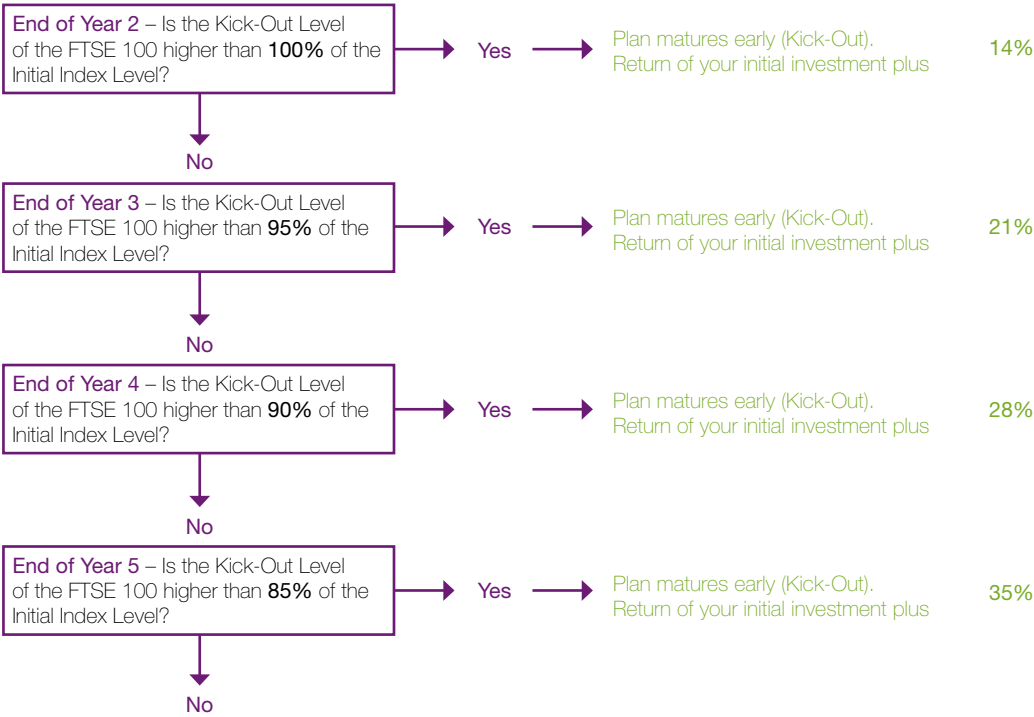 End of Year 2 – Is the Kick-Out Level
of the FTSE 100 higher than 100% of the
Initial Index Level?
Yes
Plan matures early (Kick-Out).
Return of your initial investment plus
14%
No
End of Year 3 – Is the Kick-Out Level
of the FTSE 100 higher than 95% of the
Initial Index Level?
Yes
Plan matures early (Kick-Out).
Return of your initial investment plus
21%
No
End of Year 4 – Is the Kick-Out Level
of the FTSE 100 higher than 90% of the
Initial Index Level?
Yes
Plan matures early (Kick-Out).
Return of your initial investment plus
28%
No
End of Year 5 – Is the Kick-Out Level
of the FTSE 100 higher than 85% of the
Initial Index Level?
Yes
Plan matures early (Kick-Out).
Return of your initial investment plus
35%
No